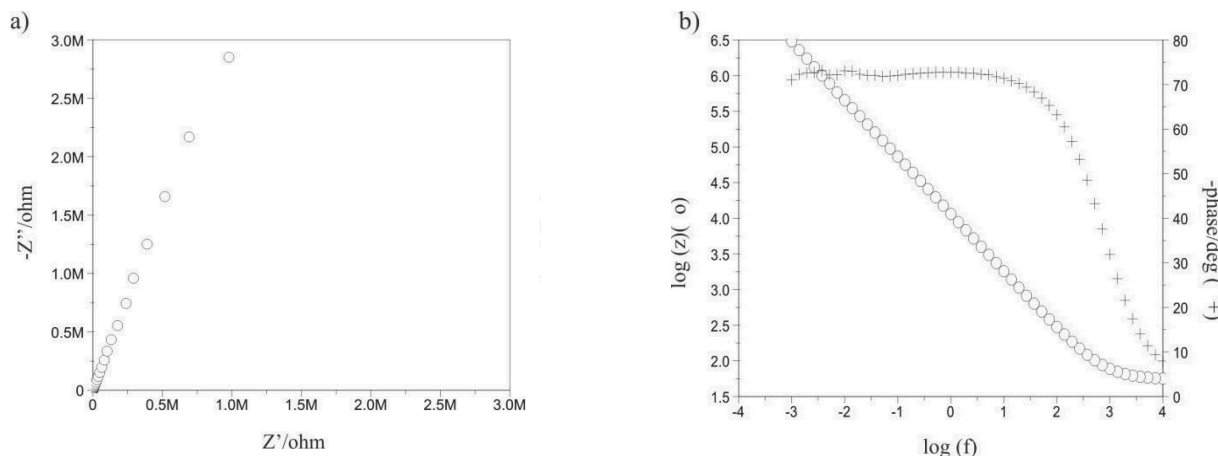 a)
3.0M
2.5M
2.0M
1.5M
1.0M
0.5M
0
-Z’’/ohm
0 0.5M 1.0M 1.5M 2.0M 2.5M 3.0M
Z’/ohm
b)
6.5
6.0
5.5
5.0
4.5
4.0
3.5
3.0
2.5
2.0
1.5
log (z)( o)
80
70
60
50
40
30
20
10
0
-phase/deg ( +)
-4 -3 -2 -1 0 1 2 3 4
log (f)